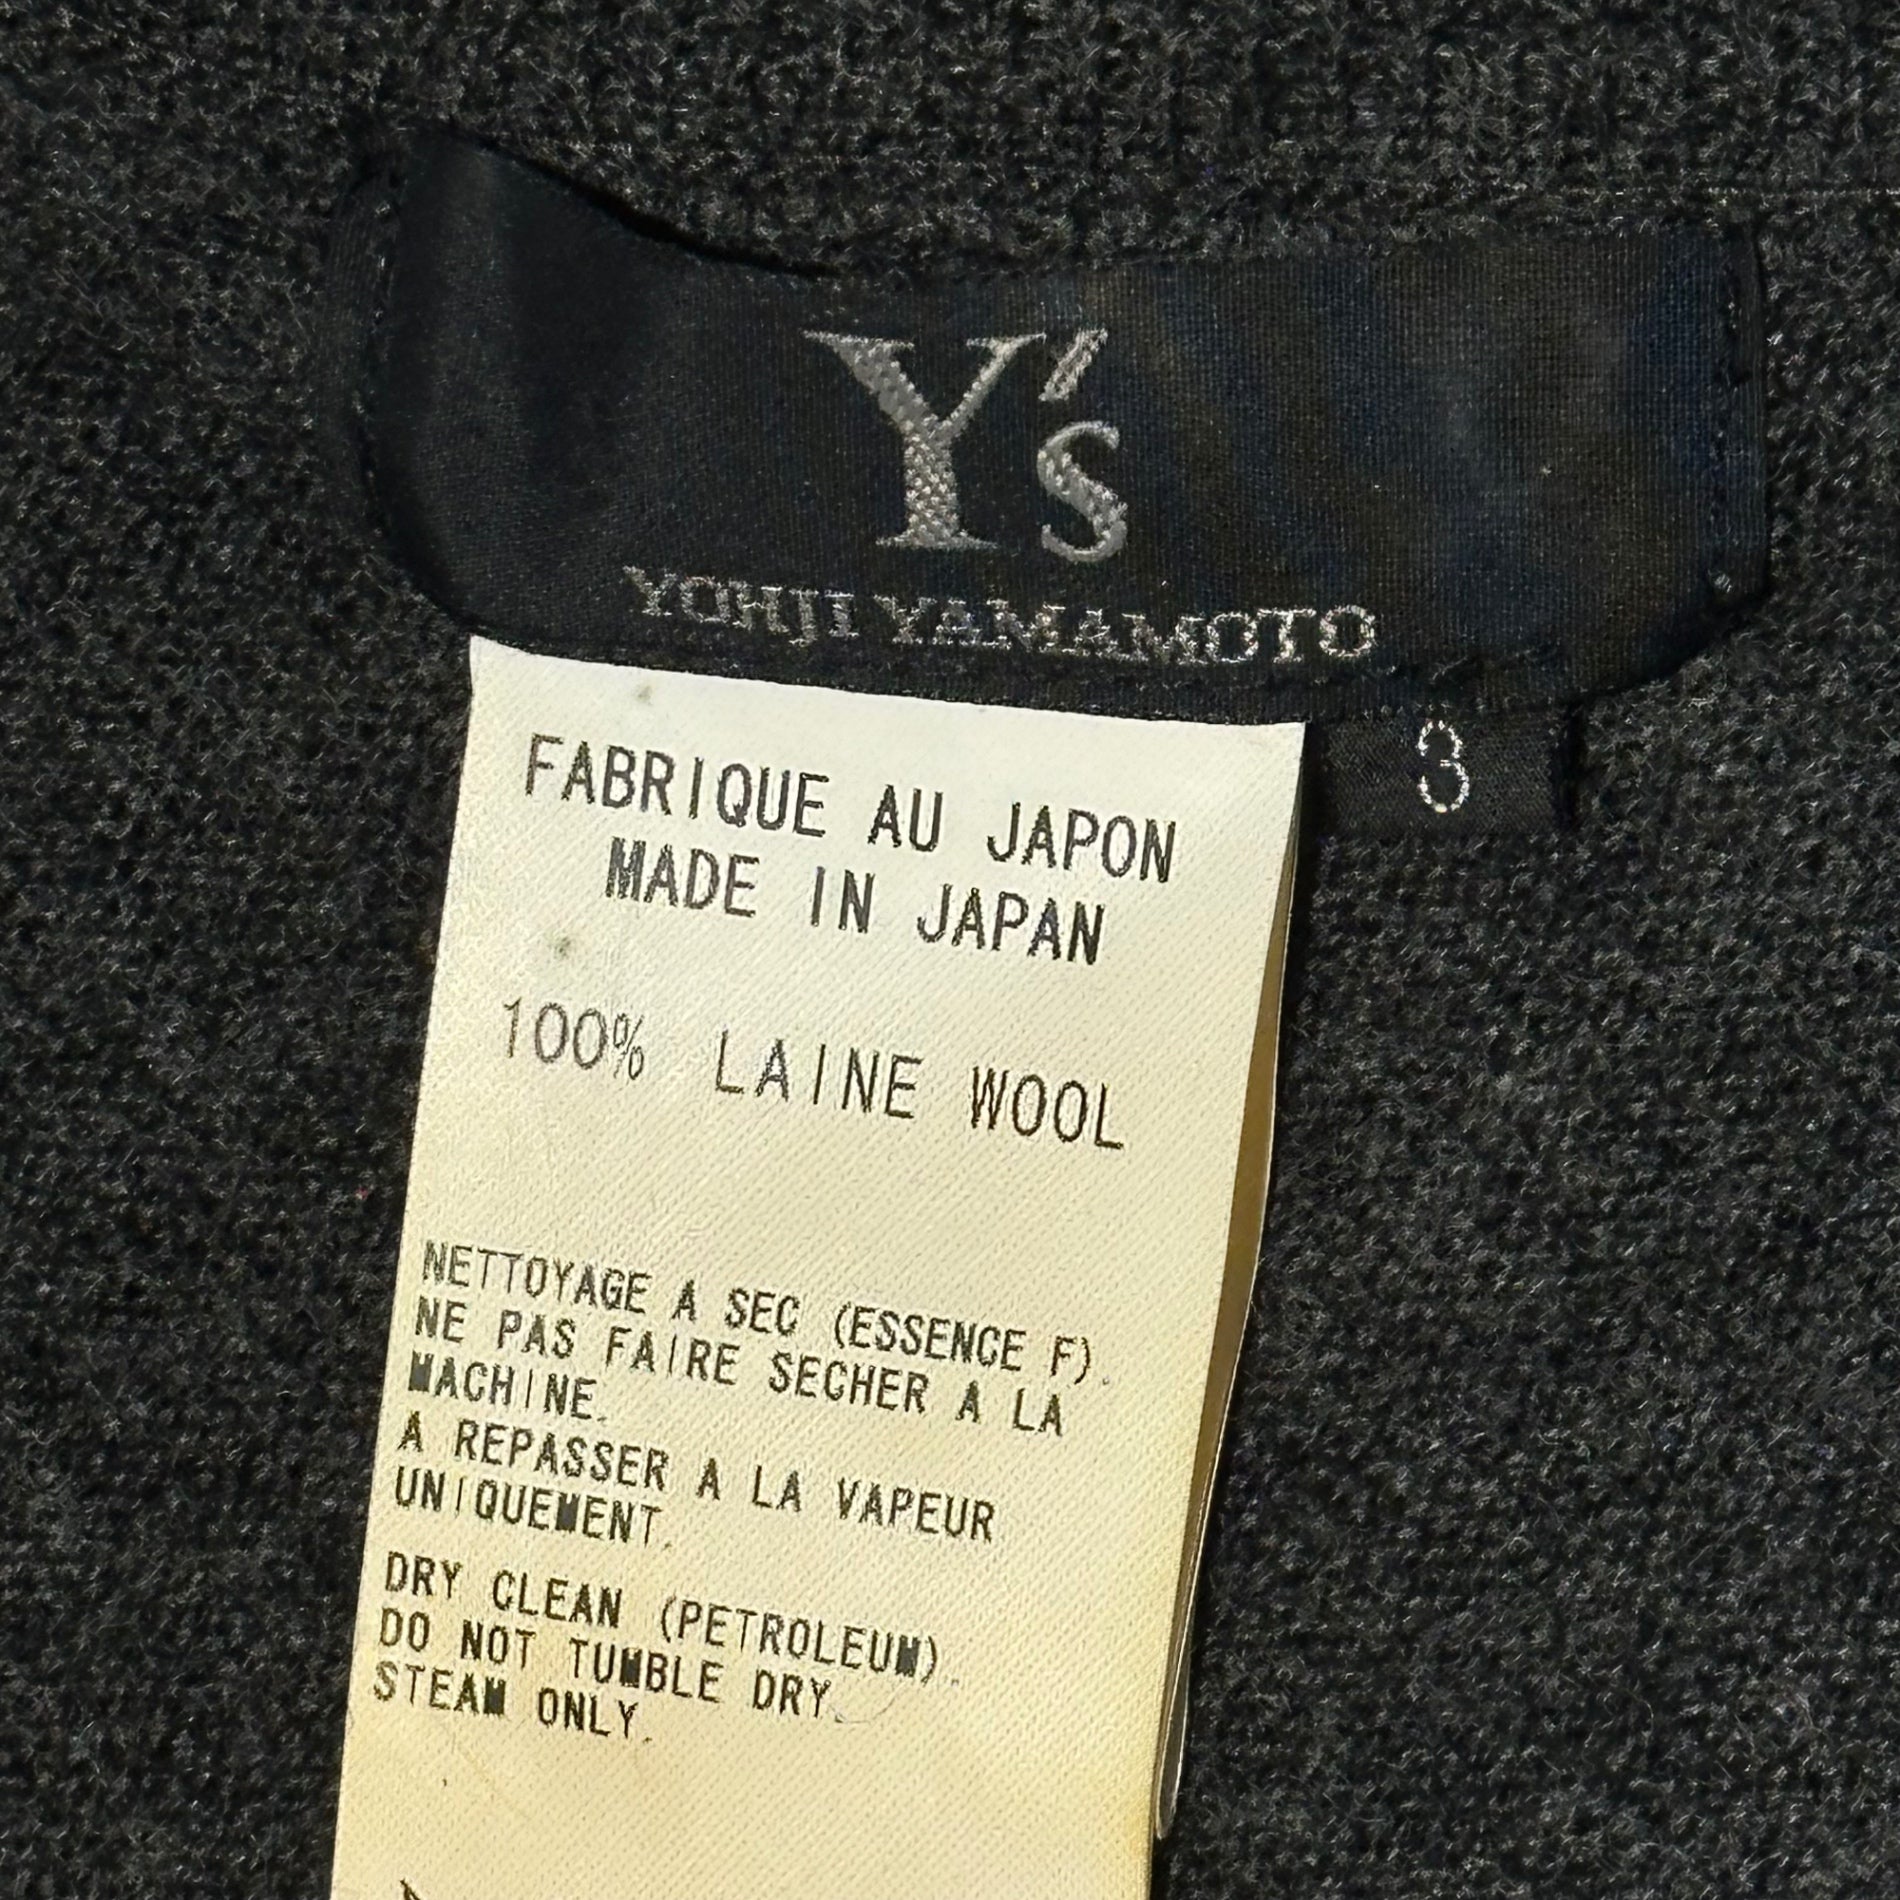 Y's
YOHJI YAMAMOTO
3
FABRIQUE AU JAPON
MADE IN JAPAN
100% LAINE WOOL
NETTOYAGE A SEC (ESSENCE F).
NE PAS FAIRE SECHER A LA
MACHINE.
A REPASSER A LA VAPEUR
UNIQUEMENT.
DRY CLEAN (PETROLEUM).
DO NOT TUMBLE DRY.
STEAM ONLY.